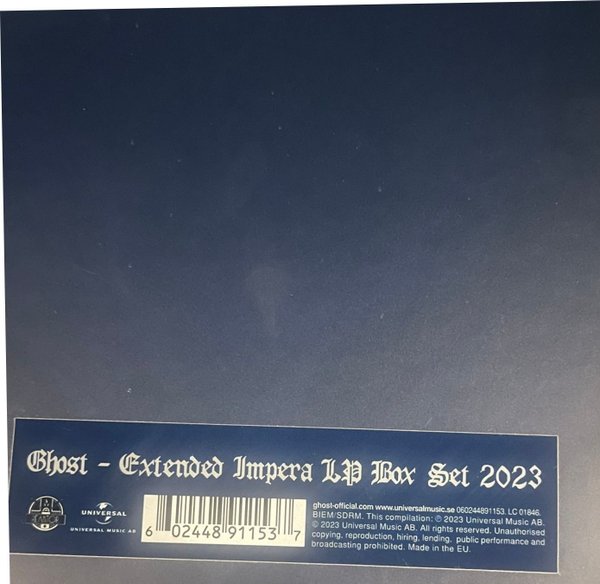 Ghost - Extended Impera LP Box Set 2023
UNIVERSAL
UNIVERSAL MUSIC AB
6 02448 91153 7
ghost-official.com www.universalmusic.se 060244891153. LC 01846.
BIEM/SDRM. This compilation: ℗ 2023 Universal Music AB.
© 2023 Universal Music AB. All rights reserved. Unauthorised
copying, reproduction, hiring, lending, public performance and
broadcasting prohibited. Made in the EU.